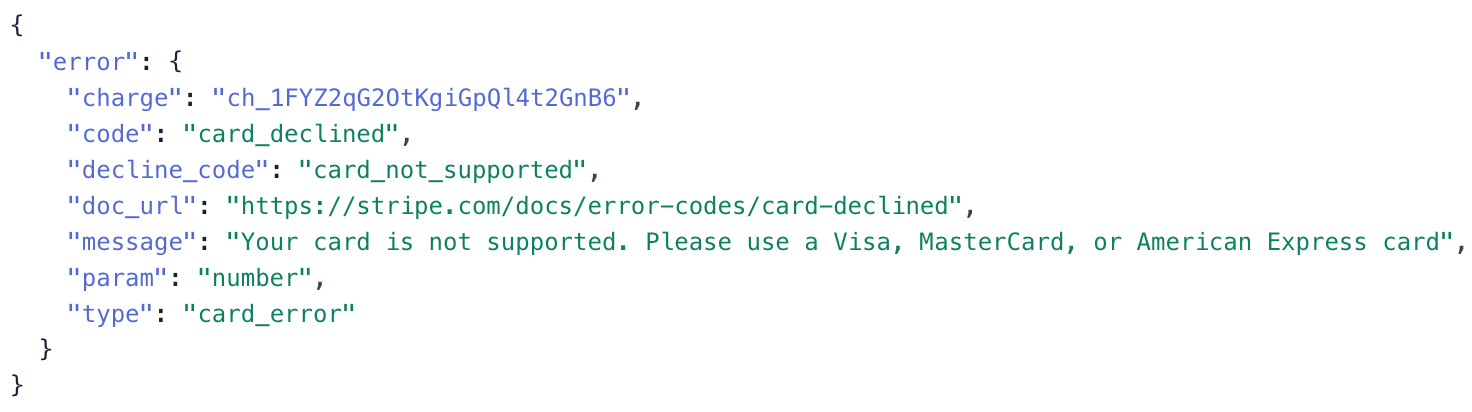 {
"error": {
"charge": "ch_1FYZ2qG2OtKgiGpQl4t2GnB6",
"code": "card_declined",
"decline_code": "card_not_supported",
"doc_url": "https://stripe.com/docs/error-codes/card-declined",
"message": "Your card is not supported. Please use a Visa, MasterCard, or American Express card",
"param": "number",
"type": "card_error"
}
}